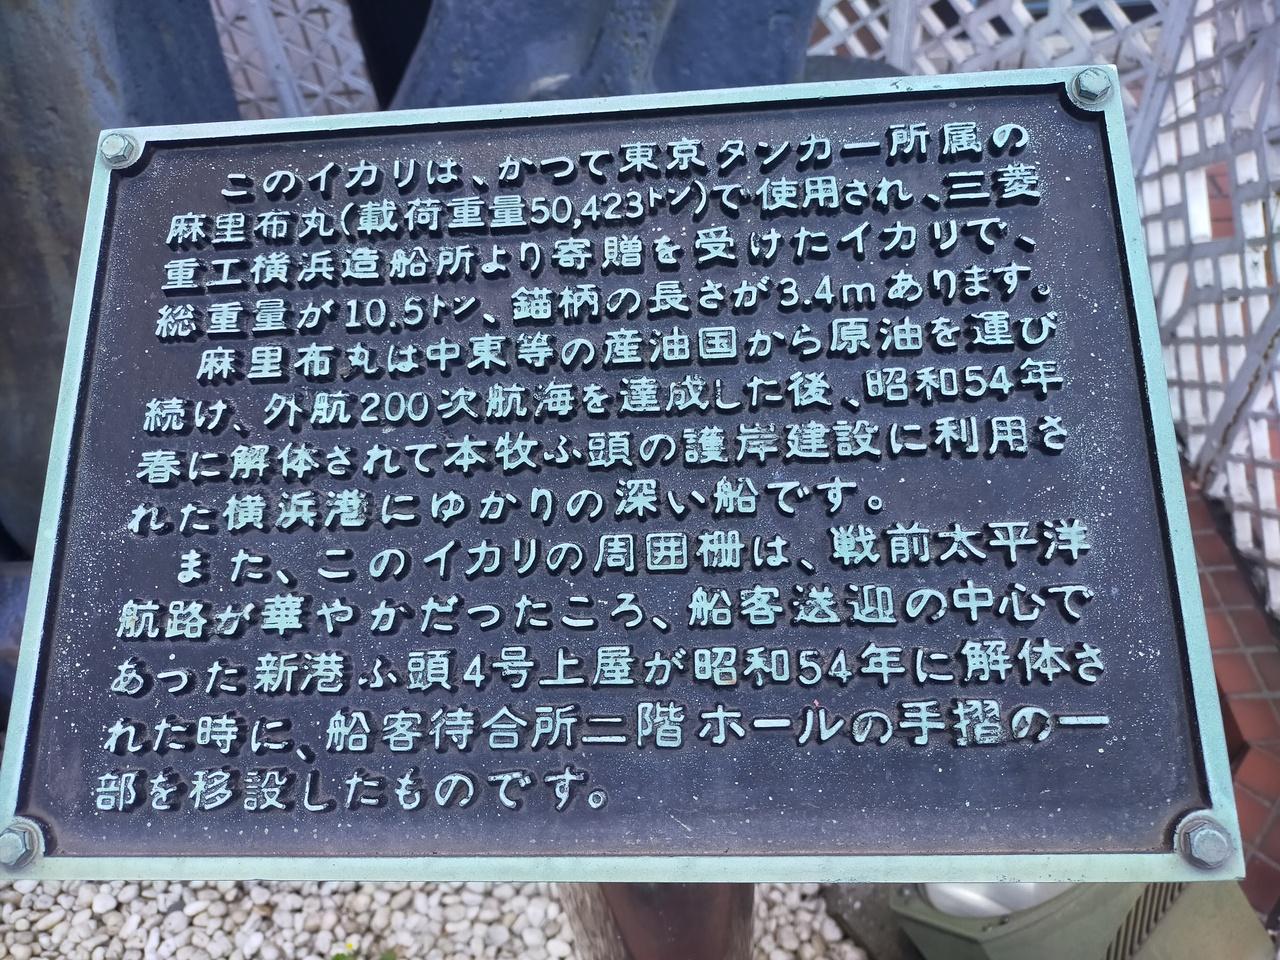 このイカリは、かつて東京タンカー所属の
麻里布丸(載荷重量50,423トン)で使用され、三菱
重工横浜造船所より寄贈を受けたイカリで、
総重量が10.5トン、錨柄の長さが3.4mあります。
麻里布丸は中東等の産油国から原油を運び
続け、外航200次航海を達成した後、昭和54年
春に解体されて本牧ふ頭の護岸建設に利用さ
れた横浜港にゆかりの深い船です。
また、このイカリの周囲柵は、戦前太平洋
航路が華やかだったころ、船客送迎の中心で
あった新港ふ頭4号上屋が昭和54年に解体さ
れた時に、船客待合所二階ホールの手摺の一
部を移設したものです。